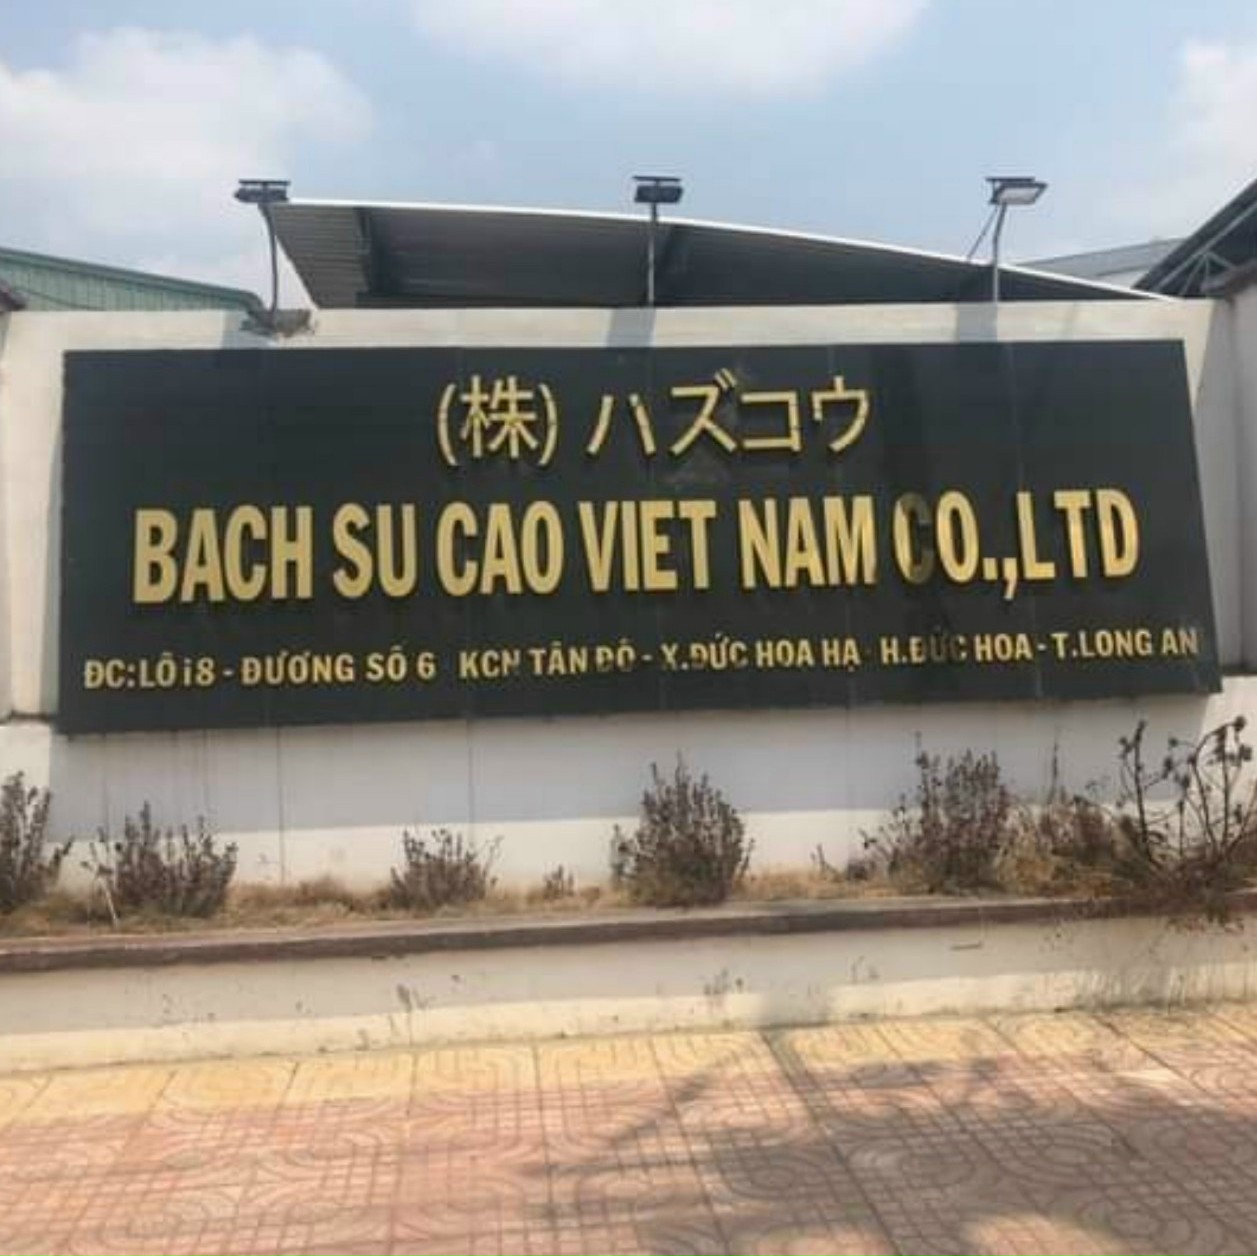 (株) ハズコウ
BACH SU CAO VIET NAM CO.,LTD
ĐC:LÔ i8 - ĐƯƠNG SÔ 6 KCN TÂN ĐÔ - X.ĐỨC HOA HẠ H.ĐỨC HOA - T.LONG AN